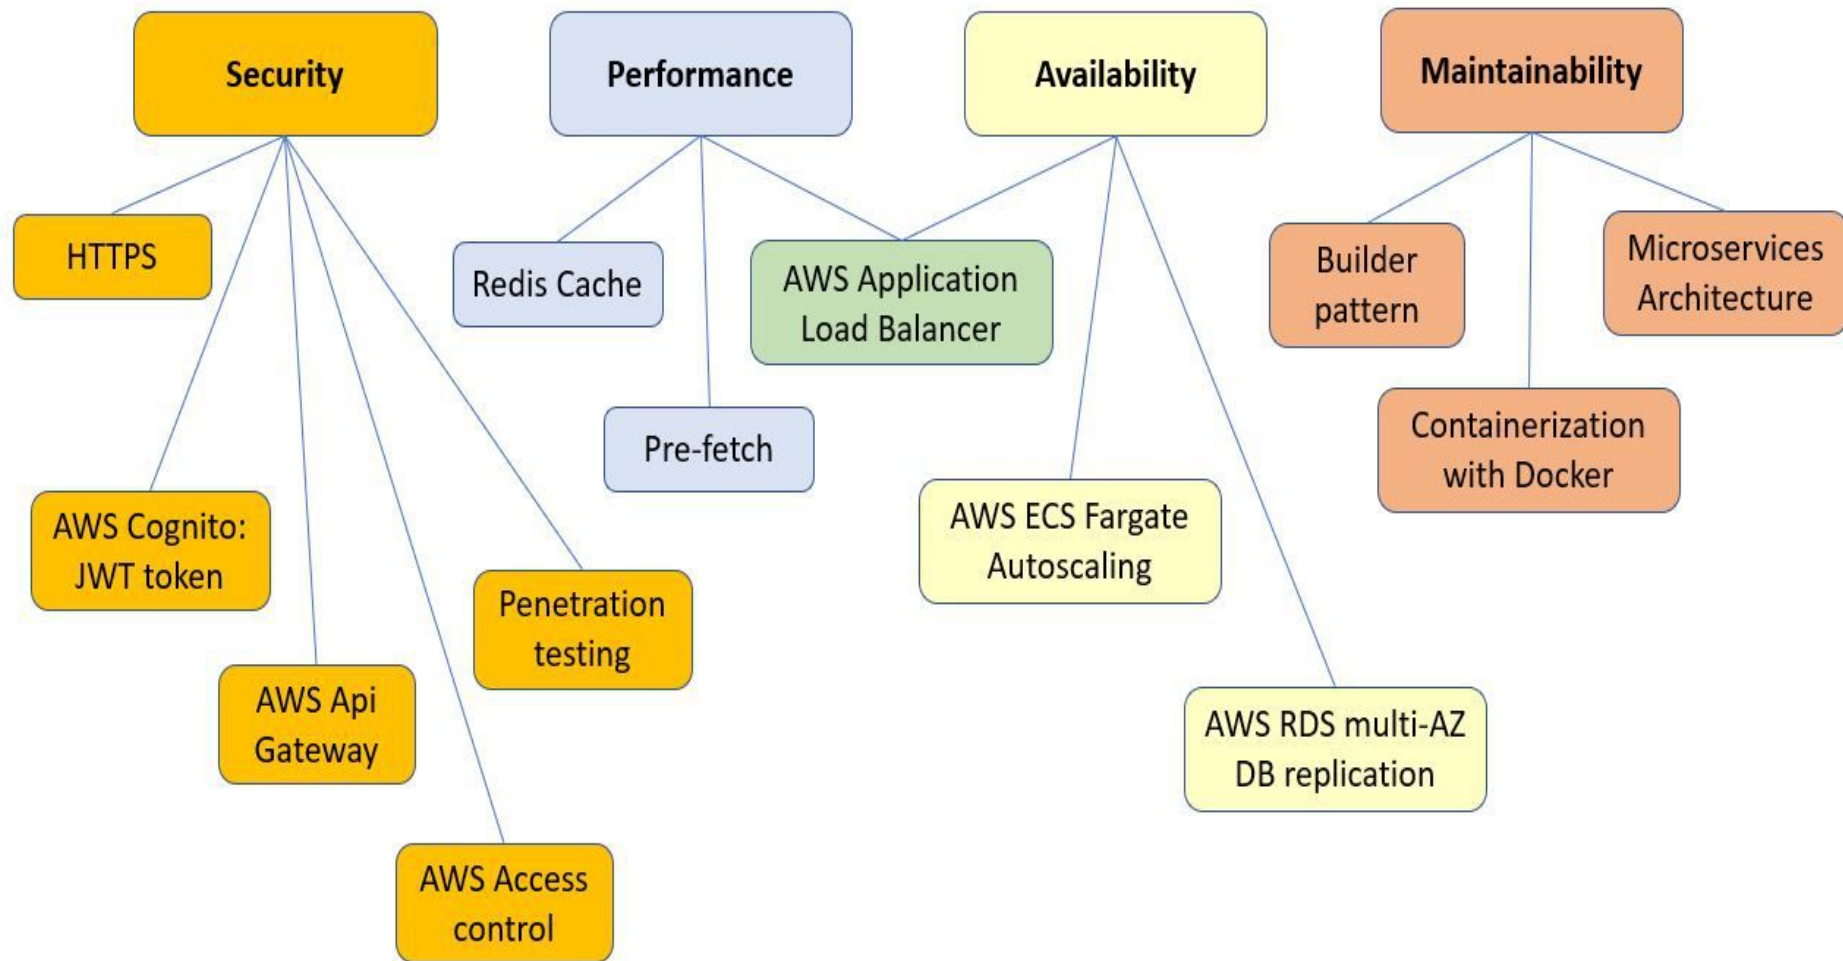 Security
Performance
Availability
Maintainability
HTTPS
Redis Cache
AWS Application
Load Balancer
Builder
pattern
Microservices
Architecture
Pre-fetch
Containerization
with Docker
AWS Cognito:
JWT token
AWS ECS Fargate
Autoscaling
Penetration
testing
AWS Api
Gateway
AWS RDS multi-AZ
DB replication
AWS Access
control